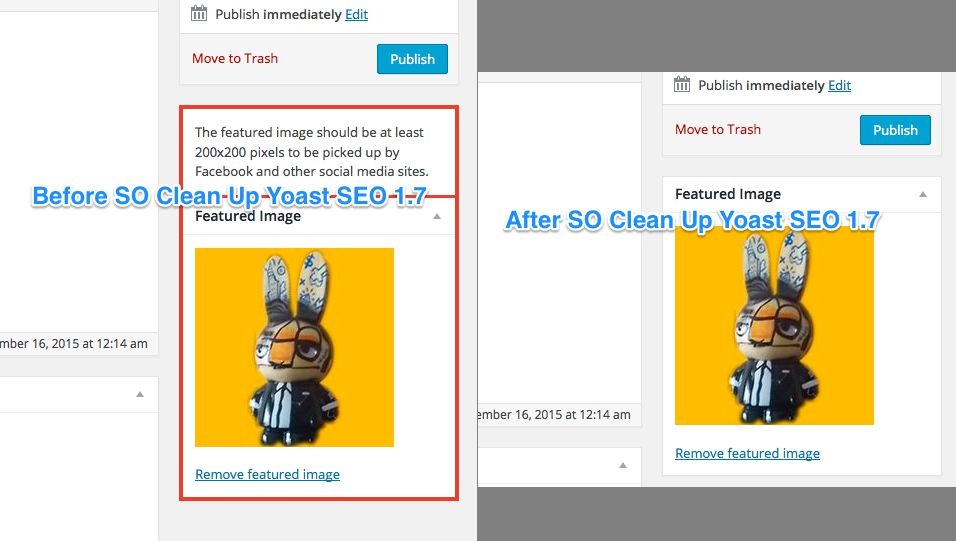 Publish immediately Edit
Move to Trash
Publish
The featured image should be at least
200x200 pixels to be picked up by
Facebook and other social media sites.
Before SO Clean Up Yoast SEO 1.7
Featured Image
mber 16, 2015 at 12:14 am
Remove featured image
Publish immediately Edit
Move to Trash
Publish
Featured Image
After SO Clean Up Yoast SEO 1.7
ember 16, 2015 at 12:14 am
Remove featured image